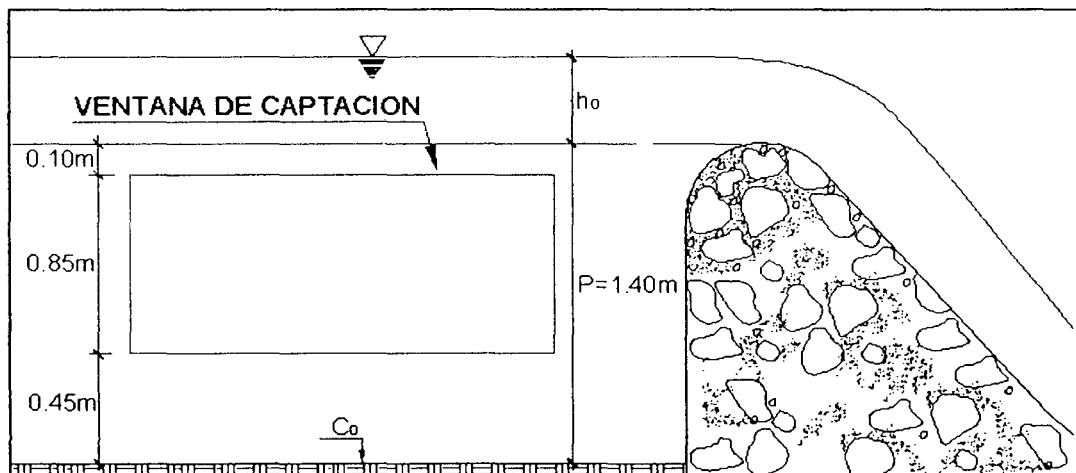 h₀
VENTANA DE CAPTACION
0.10m
0.85m
P=1.40m
0.45m
C₀